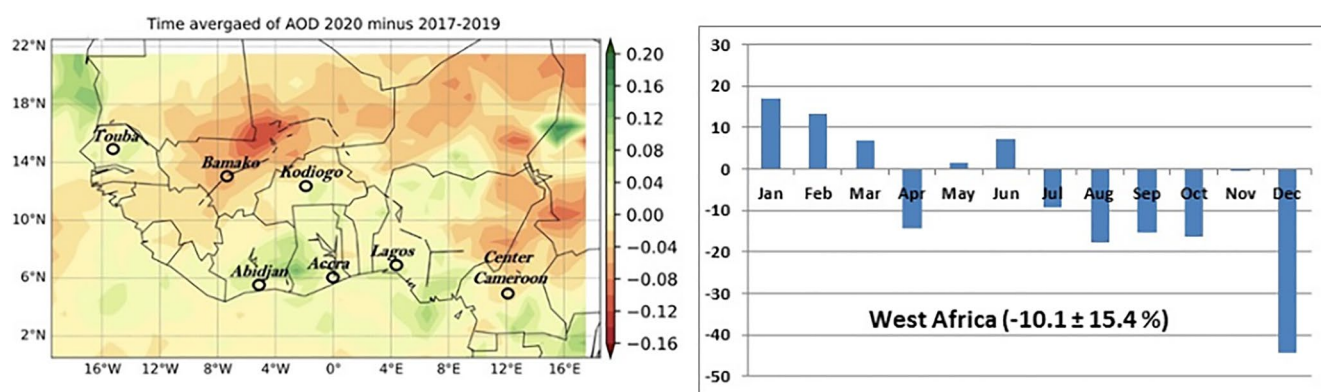 Time avergaed of AOD 2020 minus 2017-2019
22°N
18°N
14°N
10°N
6°N
2°N
Touba
Bamako
Kodiogo
Abidjan
Accra
Lagos
Center
Cameroon
16°W 12°W 8°W 4°W 0° 4°E 8°E 12°E 16°E
0.20
0.16
0.12
0.08
0.04
0.00
−0.04
−0.08
−0.12
−0.16
30
20
10
0
-10
-20
-30
-40
-50
Jan Feb Mar Apr May Jun Jul Aug Sep Oct Nov Dec
West Africa (-10.1 ± 15.4 %)